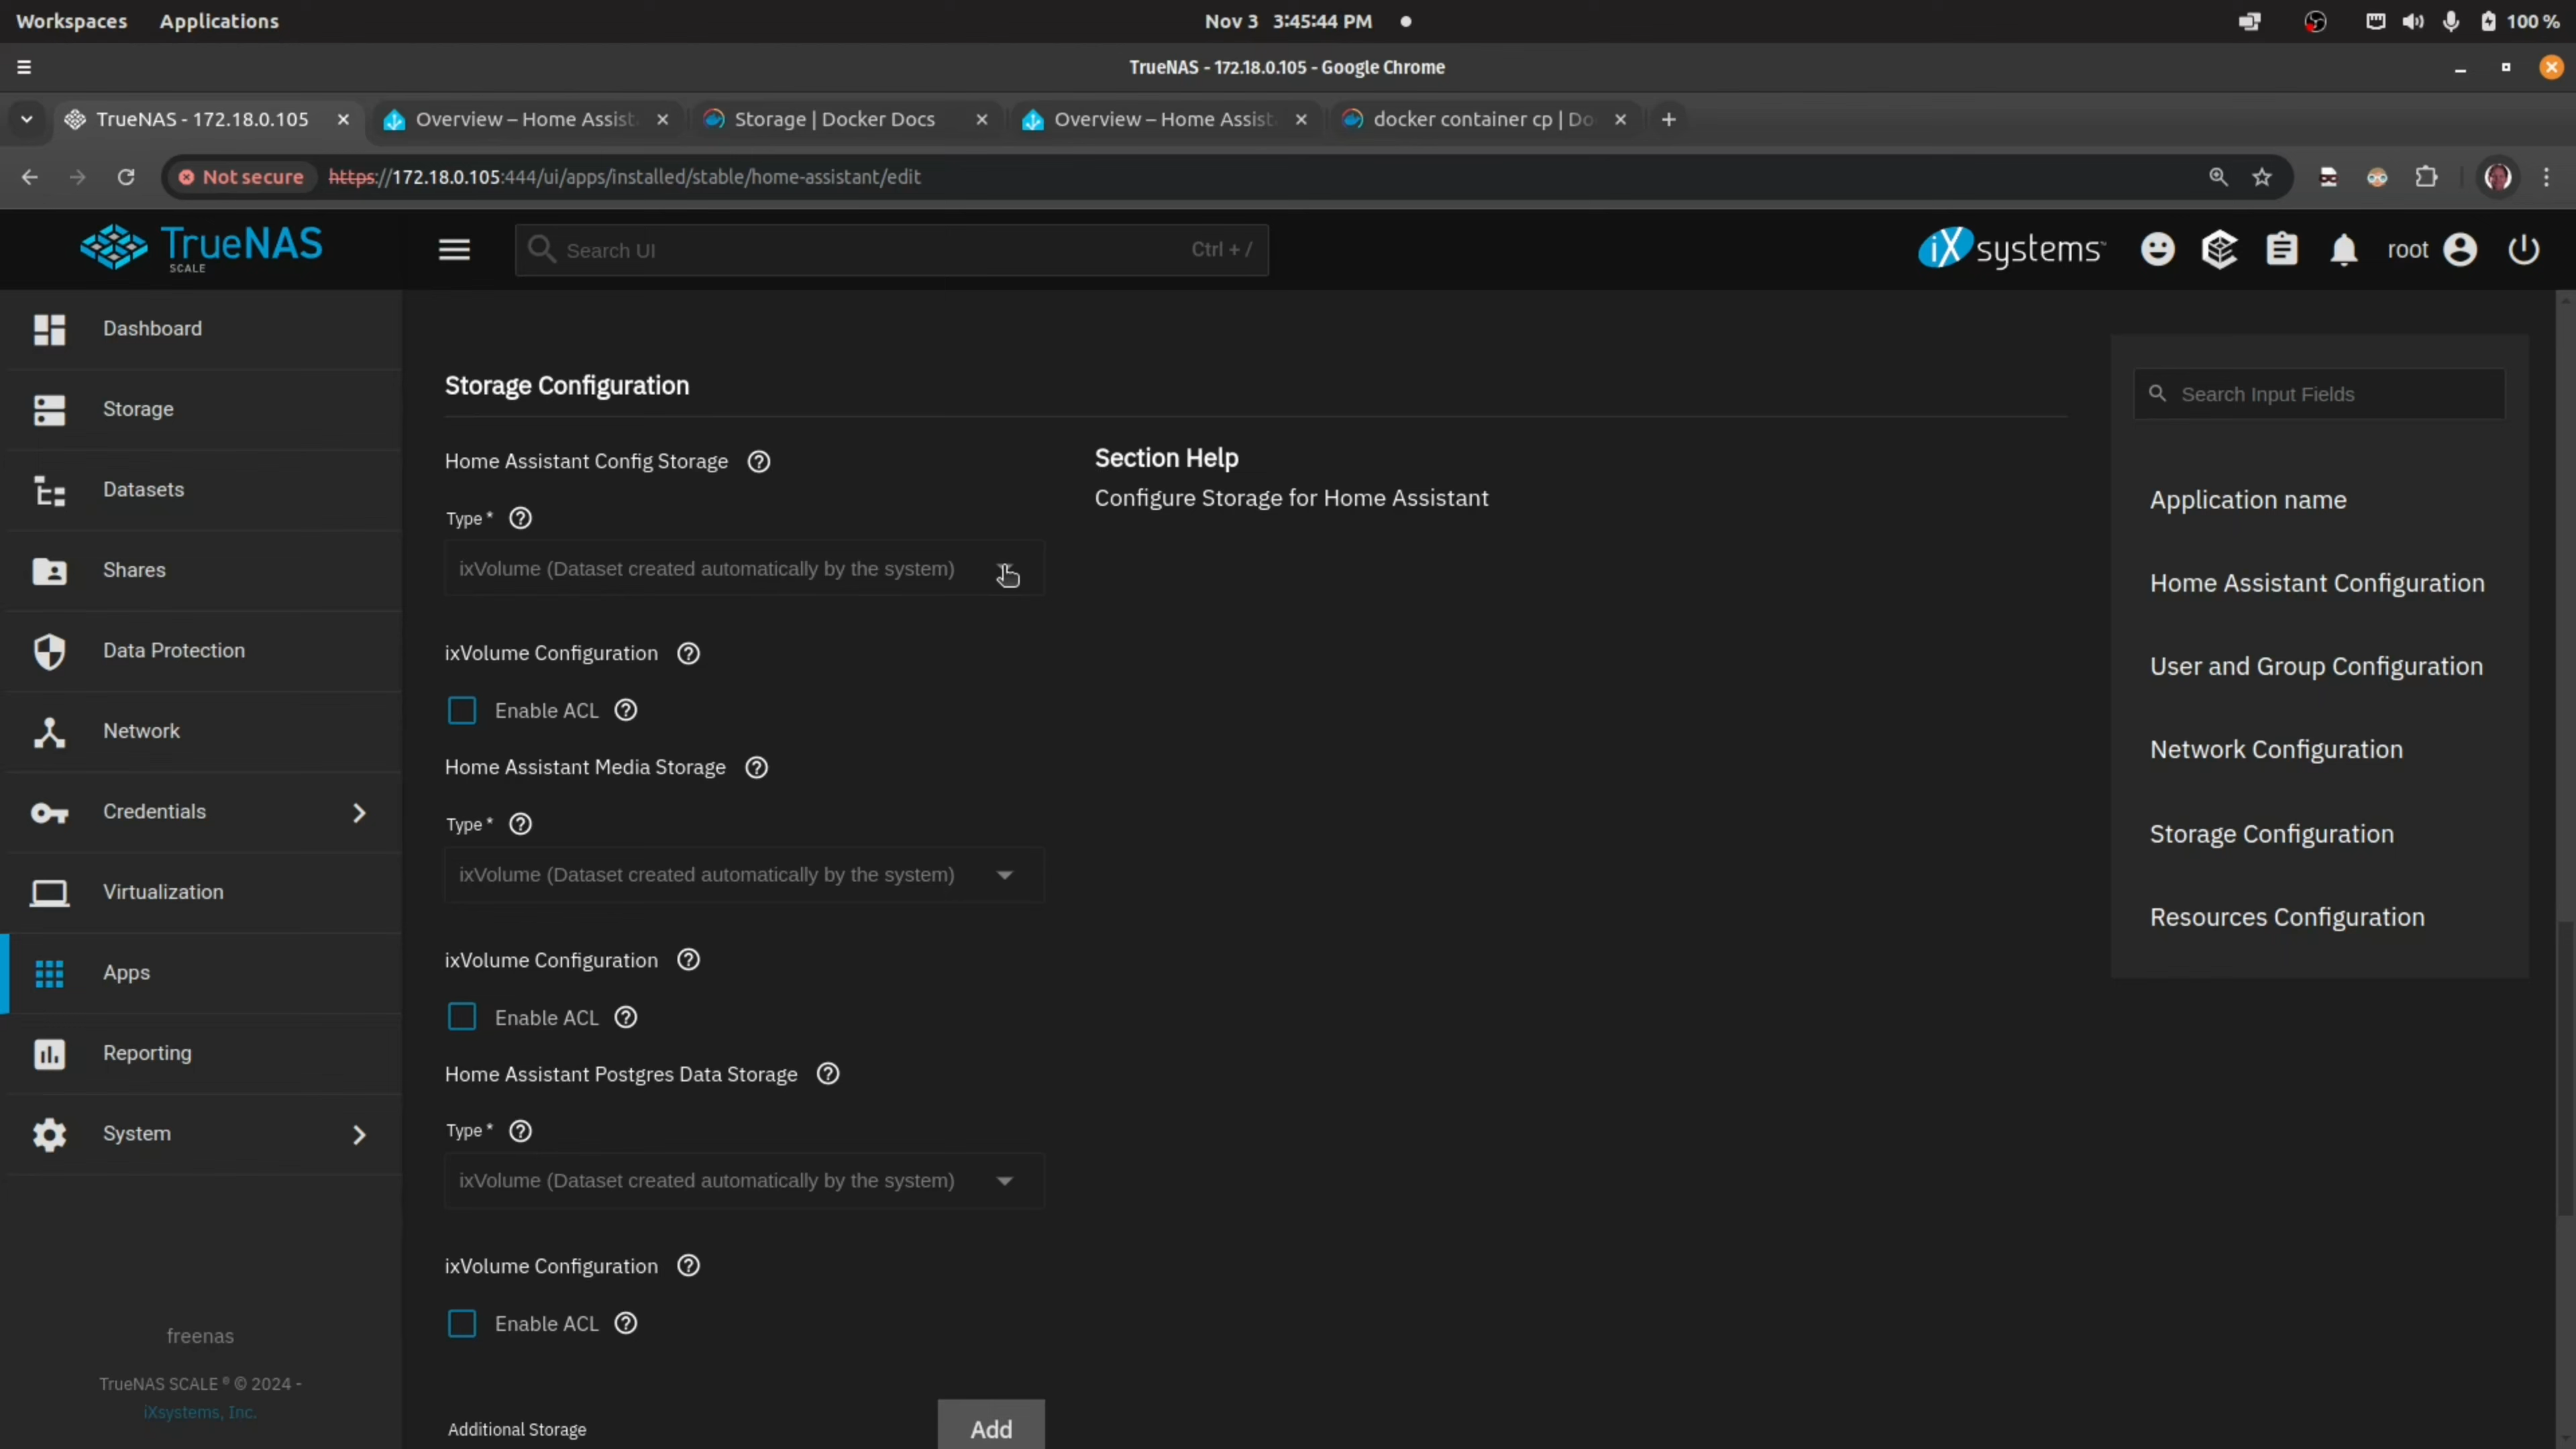 Workspaces Applications Nov 3 3:45:44 PM 100 %
TrueNAS - 172.18.0.105 - Google Chrome
TrueNAS - 172.18.0.105 Overview – Home Assist Storage | Docker Docs Overview – Home Assist docker container cp | Do
Not secure https://172.18.0.105:444/ui/apps/installed/stable/home-assistant/edit
TrueNAS SCALE Search UI Ctrl + / iXsystems root
Dashboard
Storage
Datasets
Shares
Data Protection
Network
Credentials
Virtualization
Apps
Reporting
System
freenas
TrueNAS SCALE ® © 2024 -
iXsystems, Inc.
Storage Configuration
Home Assistant Config Storage
Type *
ixVolume (Dataset created automatically by the system)
ixVolume Configuration
Enable ACL
Home Assistant Media Storage
Type *
ixVolume (Dataset created automatically by the system)
ixVolume Configuration
Enable ACL
Home Assistant Postgres Data Storage
Type *
ixVolume (Dataset created automatically by the system)
ixVolume Configuration
Enable ACL
Additional Storage Add
Section Help
Configure Storage for Home Assistant
Search Input Fields
Application name
Home Assistant Configuration
User and Group Configuration
Network Configuration
Storage Configuration
Resources Configuration